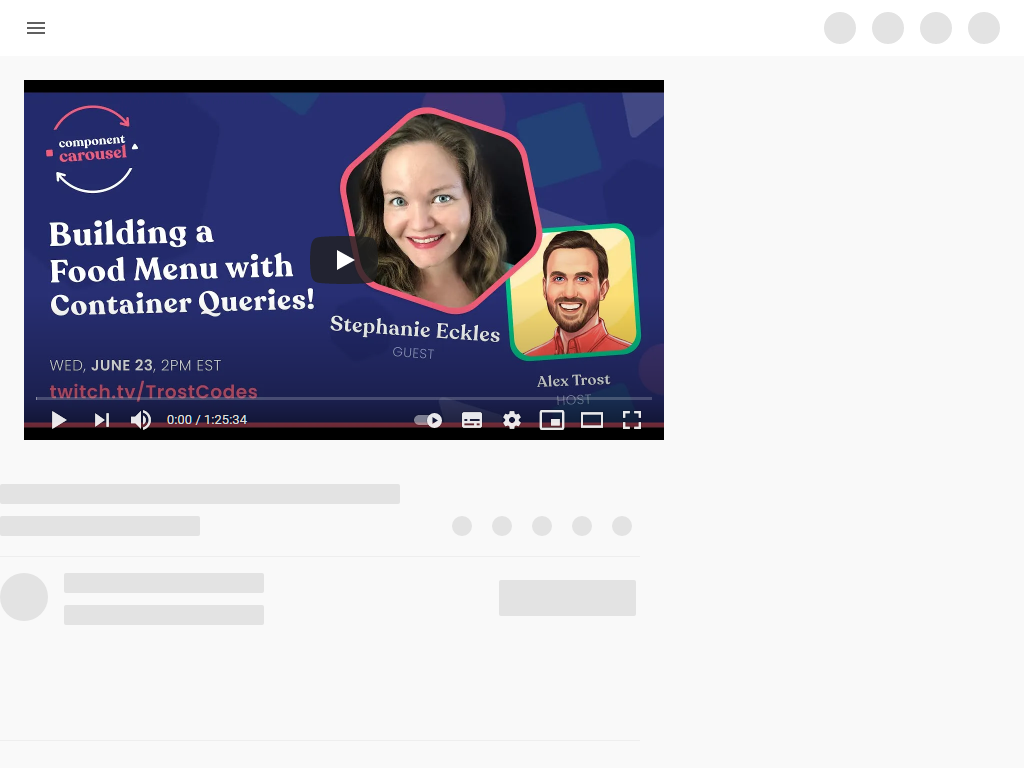 component
carousel
Building a
Food Menu with
Container Queries!
Stephanie Eckles
GUEST
WED, JUNE 23, 2PM EST
twitch.tv/TrostCodes
Alex Trost
HOST
0:00 / 1:25:34